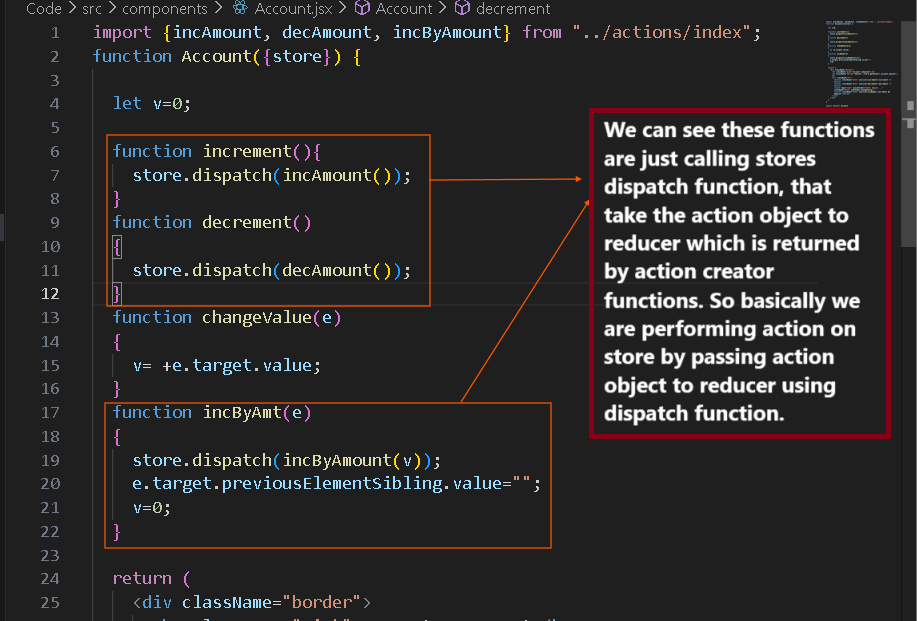 Code > src > components > Account.jsx > Account > decrement
1 import {incAmount, decAmount, incByAmount} from "../actions/index";
2 function Account({store}) {
3
4 let v=0;
5
6 function increment(){
7 store.dispatch(incAmount());
8 }
9 function decrement()
10 {
11 store.dispatch(decAmount());
12 }
13 function changeValue(e)
14 {
15 v= +e.target.value;
16 }
17 function incByAmt(e)
18 {
19 store.dispatch(incByAmount(v));
20 e.target.previousElementSibling.value="";
21 v=0;
22 }
23
24 return (
25 <div className="border">
We can see these functions
are just calling stores
dispatch function, that
take the action object to
reducer which is returned
by action creator
functions. So basically we
are performing action on
store by passing action
object to reducer using
dispatch function.